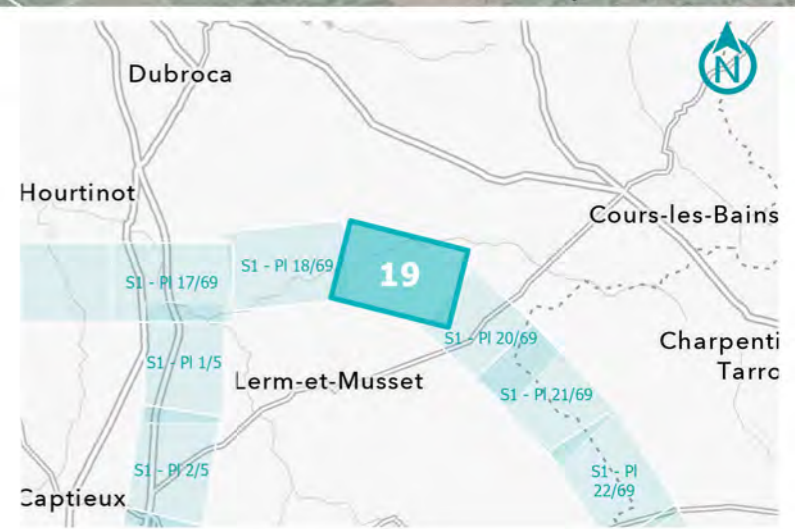 Dubroca
N
Hourtinot
Cours-les-Bains
S1 - Pl 18/69
19
S1 - Pl 17/69
S1 - Pl 20/69
Charpenti
Tarro
S1 - Pl 1/5
Lerm-et-Musset
S1 - Pl 21/69
S1 - Pl 2/5
S1 - Pl
22/69
Captieux